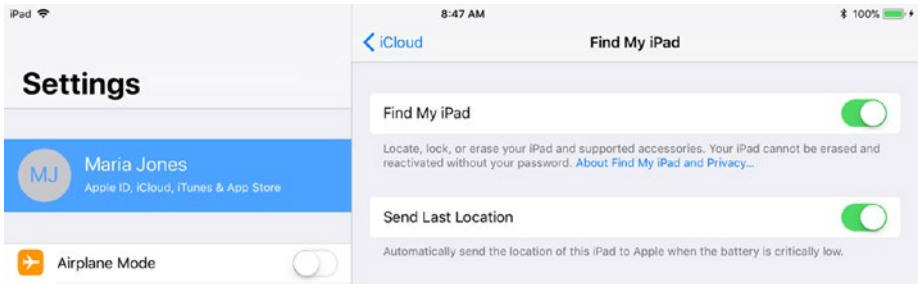 iPad 8:47 AM 100%
iCloud Find My iPad
Settings
Find My iPad
Locate, lock, or erase your iPad and supported accessories. Your iPad cannot be erased and
reactivated without your password. About Find My iPad and Privacy...
MJ
Maria Jones
Apple ID, iCloud, iTunes & App Store
Send Last Location
Automatically send the location of this iPad to Apple when the battery is critically low.
Airplane Mode